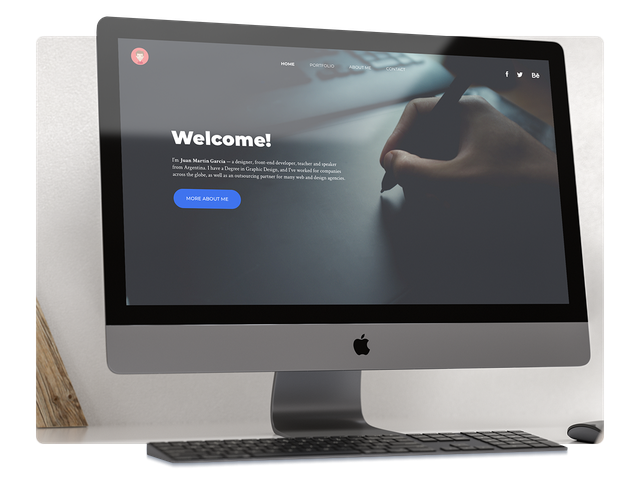 HOME PORTFOLIO ABOUT ME CONTACT
Bē
Welcome!
I'm Juan Martin Garcia — a designer, front-end developer, teacher and speaker
from Argentina. I have a Degree in Graphic Design, and I've worked for companies
across the globe, as well as an outsourcing partner for many web and design agencies.
MORE ABOUT ME